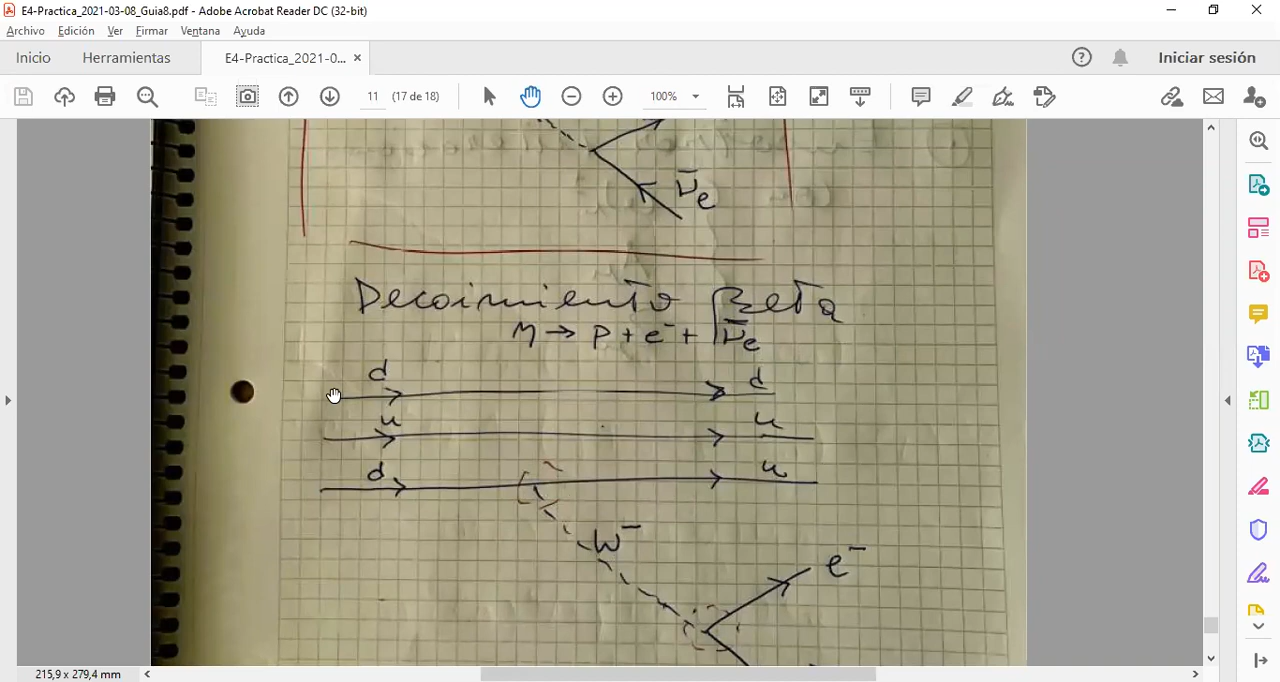 E4-Practica_2021-03-08_Guia8.pdf - Adobe Acrobat Reader DC (32-bit)
Archivo Edición Ver Firmar Ventana Ayuda
Inicio Herramientas E4-Practica_2021-0... × Iniciar sesión
11 (17 de 18) 100%
ν̄e
Decaimiento Beta
n → p + e⁻ + ν̄e
d d
u u
d u
W⁻
e⁻
215,9 x 279,4 mm